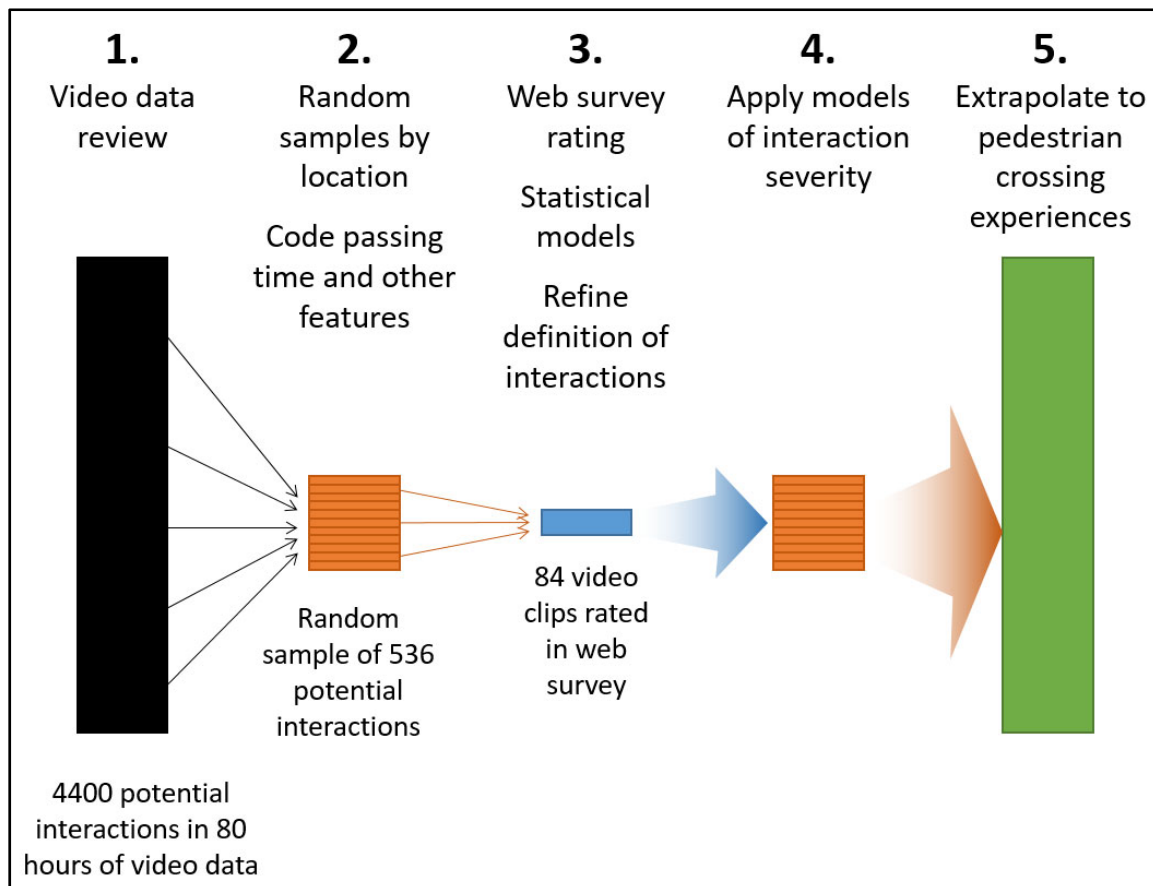 1.
Video data
review
4400 potential
interactions in 80
hours of video data
2.
Random
samples by
location
Code passing
time and other
features
Random
sample of 536
potential
interactions
3.
Web survey
rating
Statistical
models
Refine
definition of
interactions
84 video
clips rated
in web
survey
4.
Apply models
of interaction
severity
5.
Extrapolate to
pedestrian
crossing
experiences